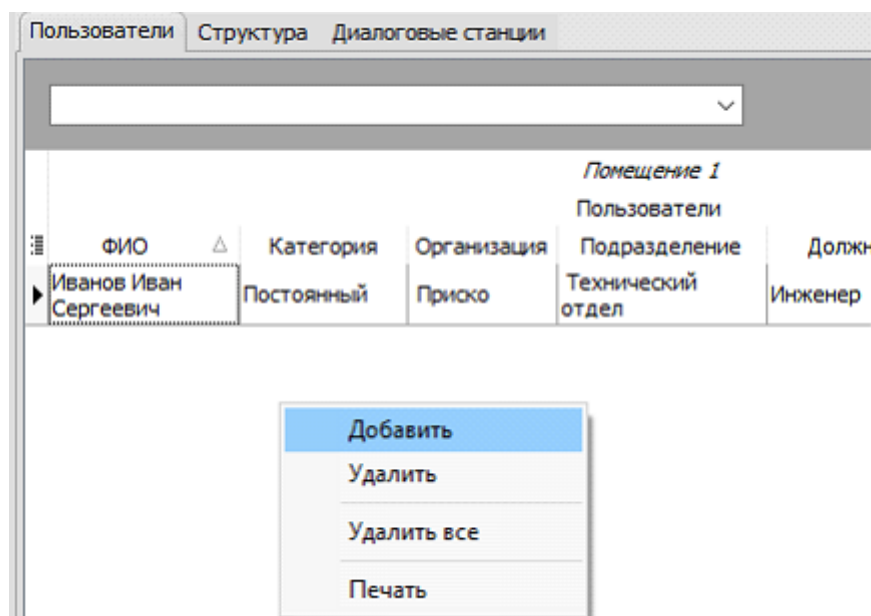 Пользователи Структура Диалоговые станции
Помещение 1
Пользователи
ФИО Категория Организация Подразделение Должн
Иванов Иван Сергеевич Постоянный Приско Технический отдел Инженер
Добавить
Удалить
Удалить все
Печать